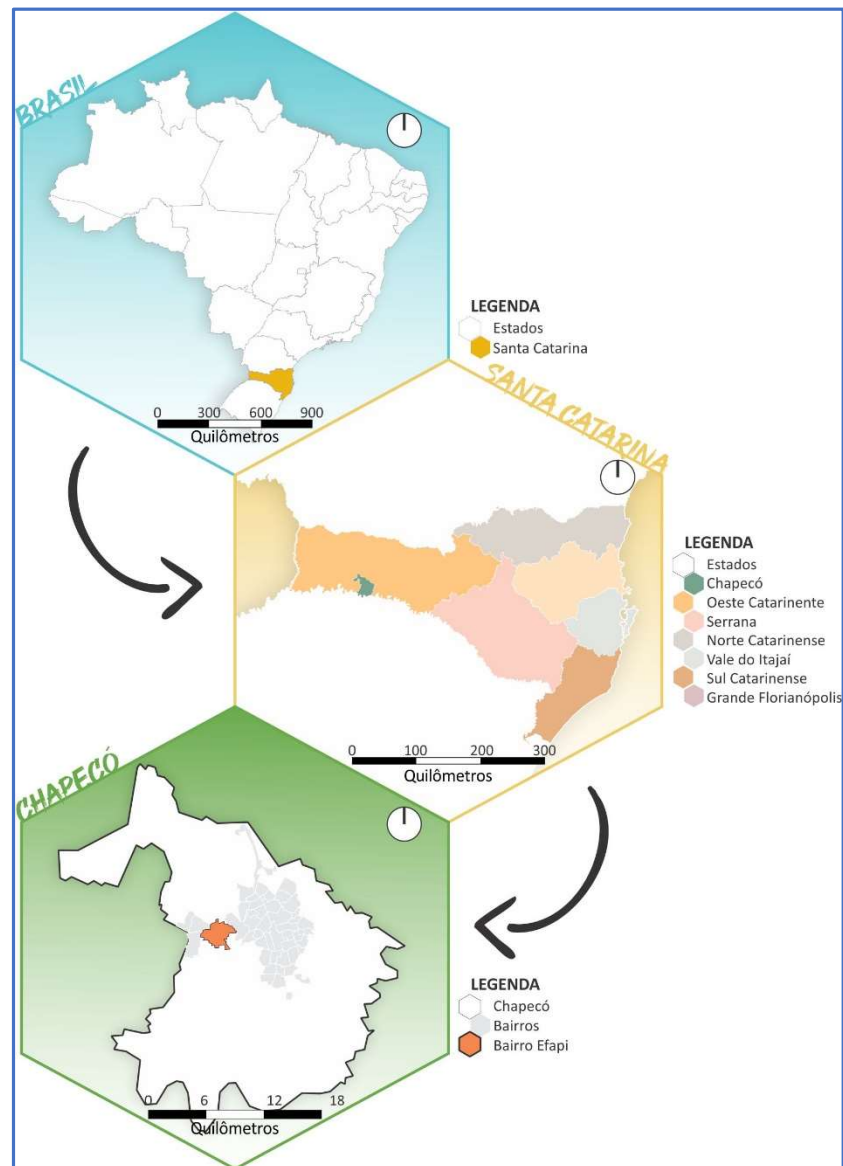 BRASIL
LEGENDA
Estados
Santa Catarina
0 300 600 900
Quilômetros
SANTA CATARINA
LEGENDA
Estados
Chapecó
Oeste Catarinente
Serrana
Norte Catarinense
Vale do Itajaí
Sul Catarinense
Grande Florianópolis
0 100 200 300
Quilômetros
CHAPECÓ
LEGENDA
Chapecó
Bairros
Bairro Efapi
0 6 12 18
Quilômetros